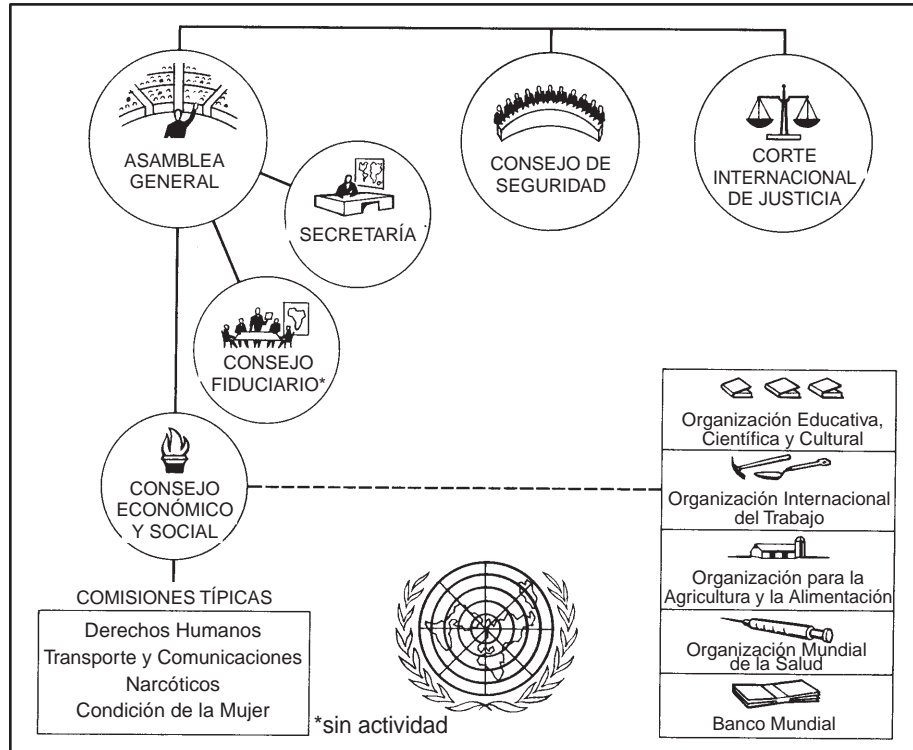 ASAMBLEA
GENERAL
CONSEJO DE
SEGURIDAD
CORTE
INTERNACIONAL
DE JUSTICIA
SECRETARÍA
CONSEJO
FIDUCIARIO*
CONSEJO
ECONÓMICO
Y SOCIAL
COMISIONES TÍPICAS
Derechos Humanos
Transporte y Comunicaciones
Narcóticos
Condición de la Mujer
*sin actividad
Organización Educativa,
Científica y Cultural
Organización Internacional
del Trabajo
Organización para la
Agricultura y la Alimentación
Organización Mundial
de la Salud
Banco Mundial